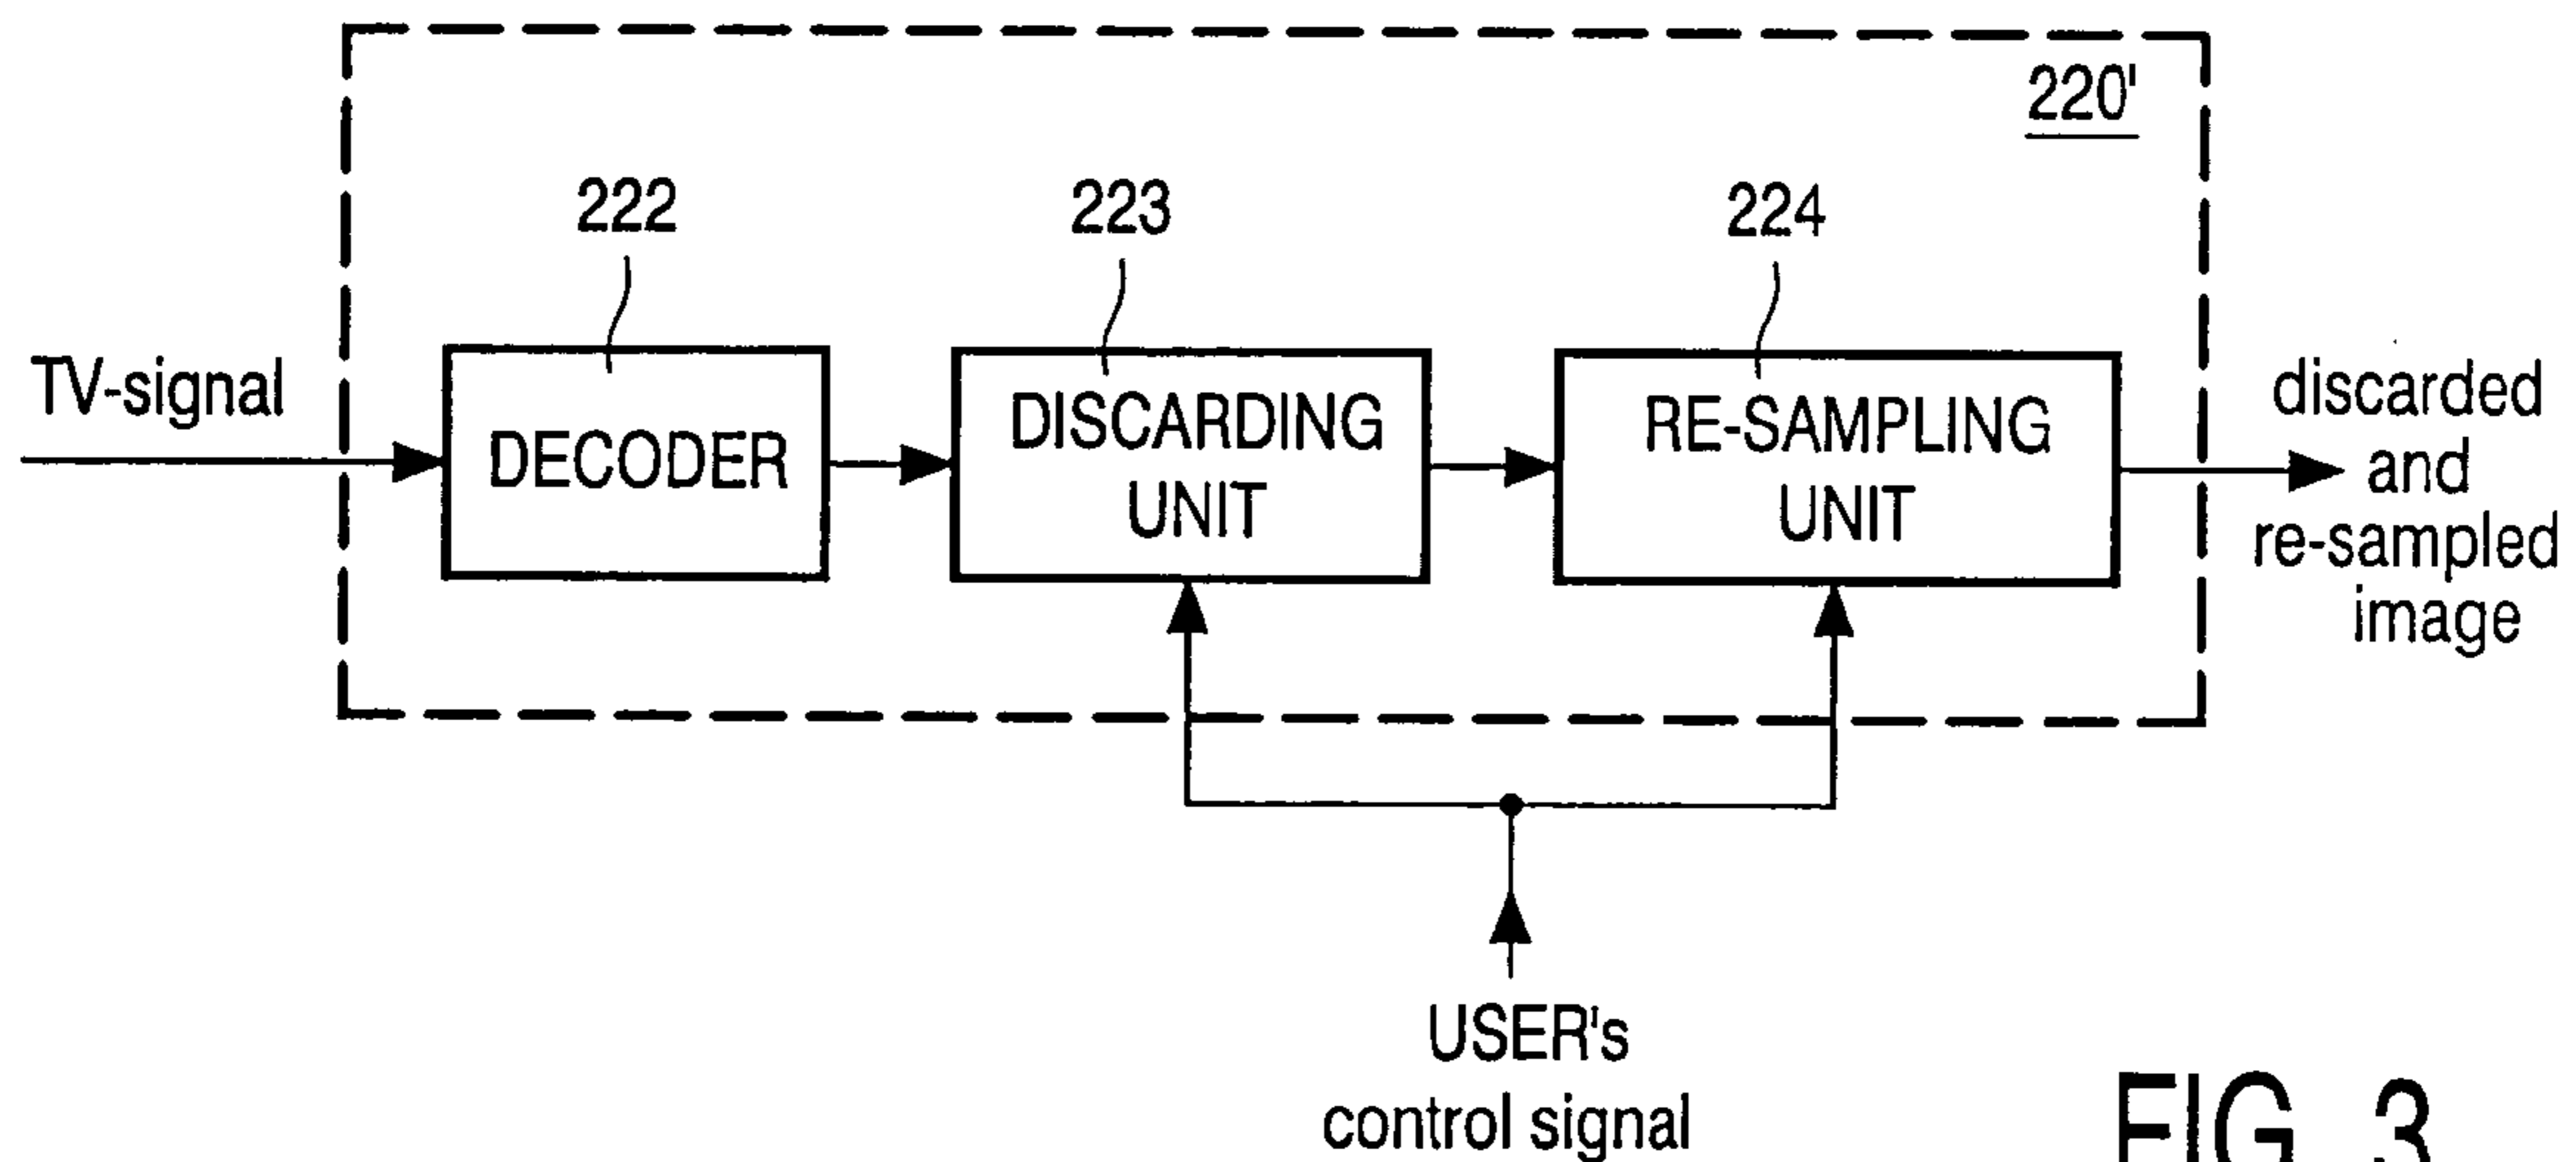 220'
222
223
224
TV-signal
DECODER
DISCARDING
UNIT
RE-SAMPLING
UNIT
discarded
and
re-sampled
image
USER's
control signal
FIG. 3